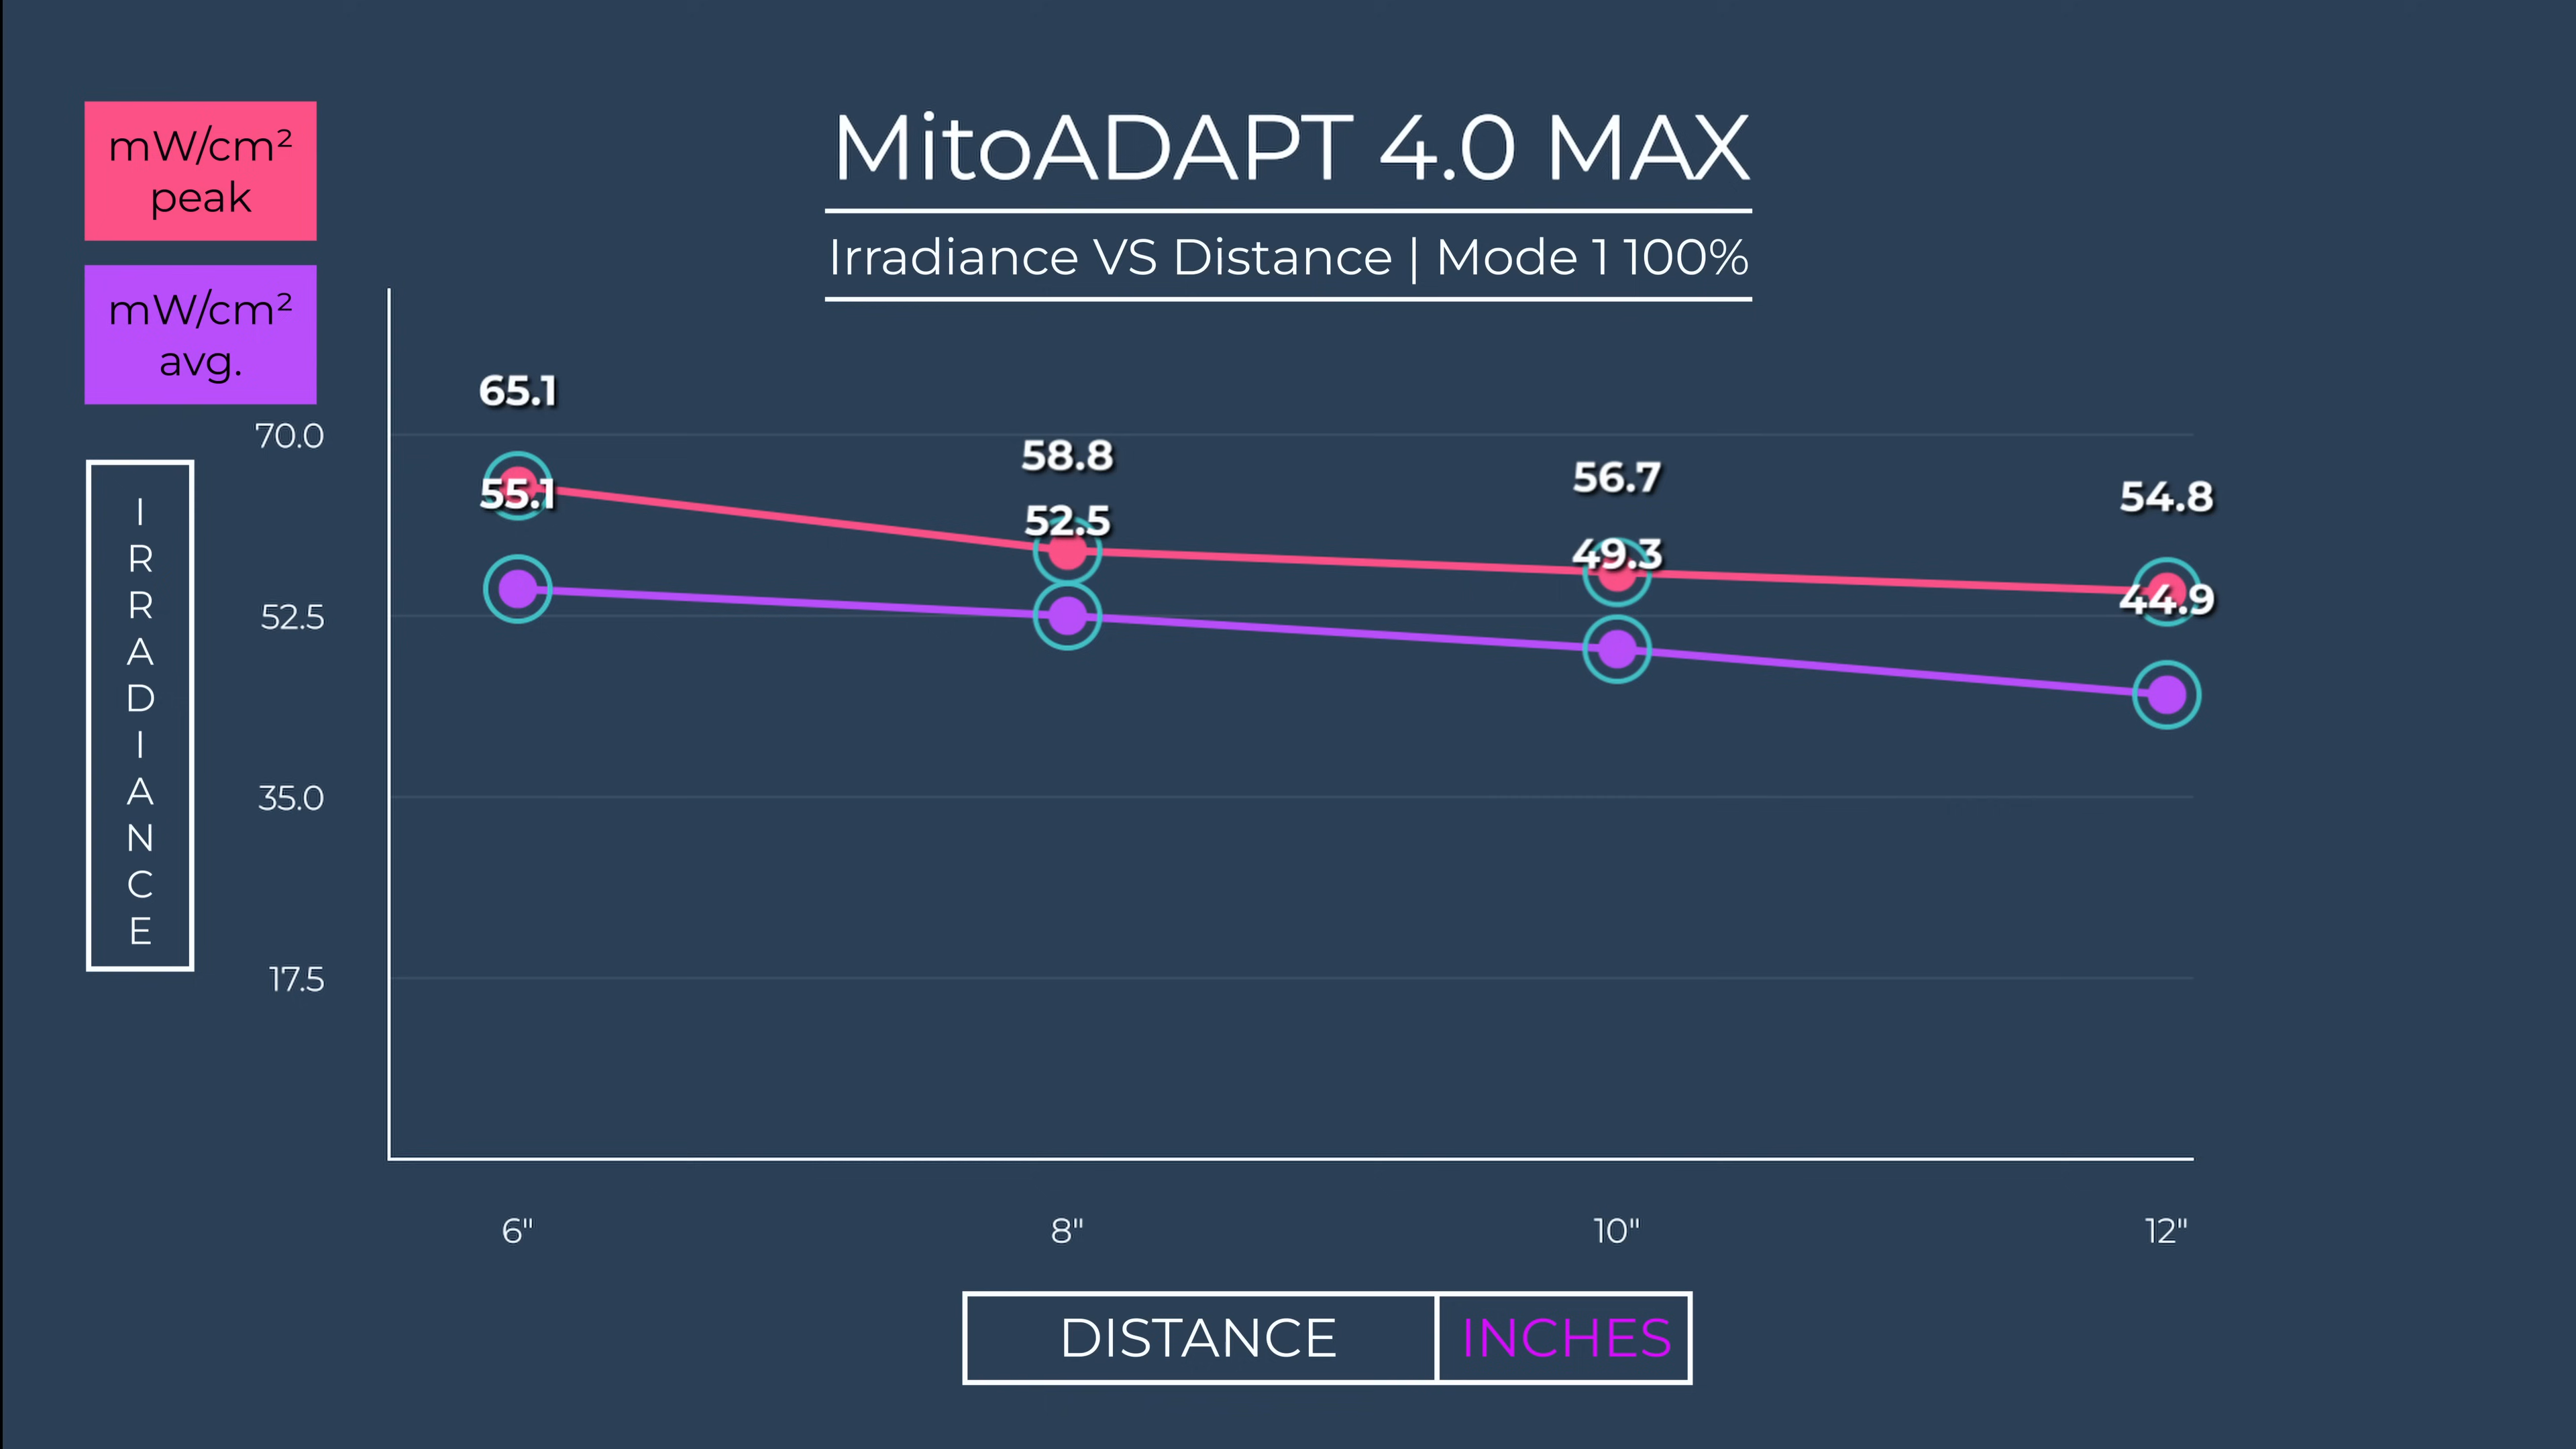 MitoADAPT 4.0 MAX
Irradiance VS Distance | Mode 1 100%
mW/cm²
peak
mW/cm²
avg.
IRRADIANCE
70.0
52.5
35.0
17.5
65.1
58.8
56.7
54.8
55.1
52.5
49.3
44.9
6"
8"
10"
12"
DISTANCE INCHES